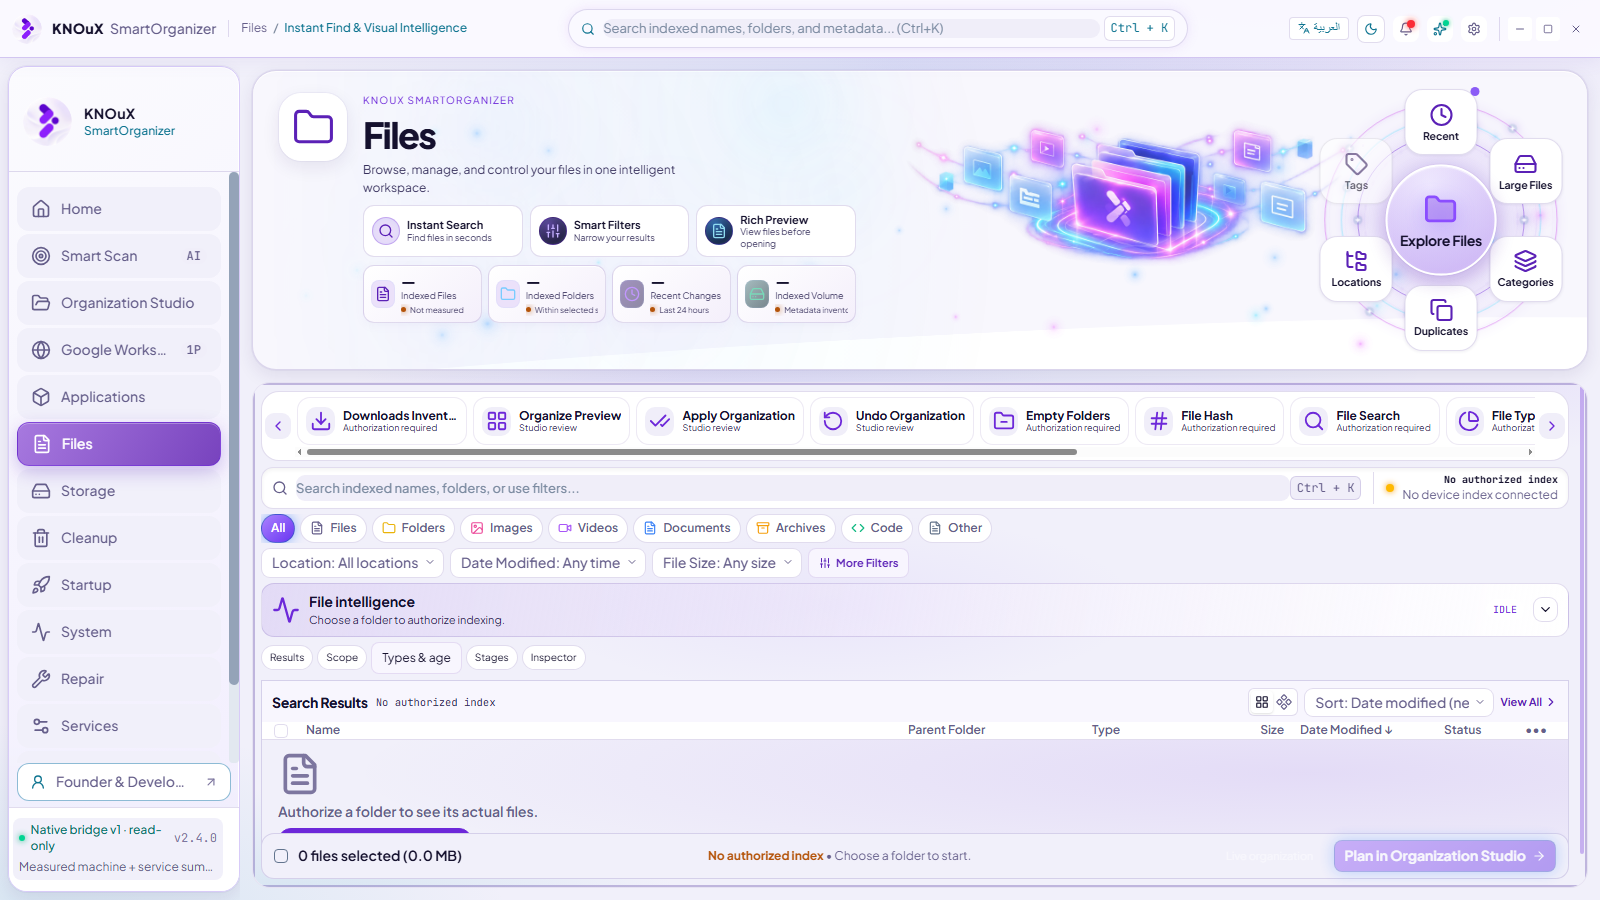 KNOuX SmartOrganizer
Files / Instant Find & Visual Intelligence
Search indexed names, folders, and metadata... (Ctrl+K)
Ctrl + K
العربية
KNOuX
SmartOrganizer
Home
Smart Scan AI
Organization Studio
Google Works... 1P
Applications
Files
Storage
Cleanup
Startup
System
Repair
Services
Founder & Develo...
Native bridge v1 · read-only
v2.4.0
Measured machine + service sum...
KNOUX SMARTORGANIZER
Files
Browse, manage, and control your files in one intelligent
workspace.
Instant Search
Find files in seconds
Smart Filters
Narrow your results
Rich Preview
View files before
opening
—
Indexed Files
Not measured
—
Indexed Folders
Within selected s
—
Recent Changes
Last 24 hours
—
Indexed Volume
Metadata invento
Recent
Tags
Large Files
Explore Files
Locations
Categories
Duplicates
Downloads Invent...
Authorization required
Organize Preview
Studio review
Apply Organization
Studio review
Undo Organization
Studio review
Empty Folders
Authorization required
File Hash
Authorization required
File Search
Authorization required
File Typ
Authorizat
Search indexed names, folders, or use filters...
Ctrl + K
No authorized index
No device index connected
All
Files
Folders
Images
Videos
Documents
Archives
Code
Other
Location: All locations
Date Modified: Any time
File Size: Any size
More Filters
File intelligence
Choose a folder to authorize indexing.
IDLE
Results
Scope
Types & age
Stages
Inspector
Search Results No authorized index
Sort: Date modified (ne
View All
Name
Parent Folder
Type
Size
Date Modified ↓
Status
Authorize a folder to see its actual files.
0 files selected (0.0 MB)
No authorized index • Choose a folder to start.
Plan in Organization Studio →